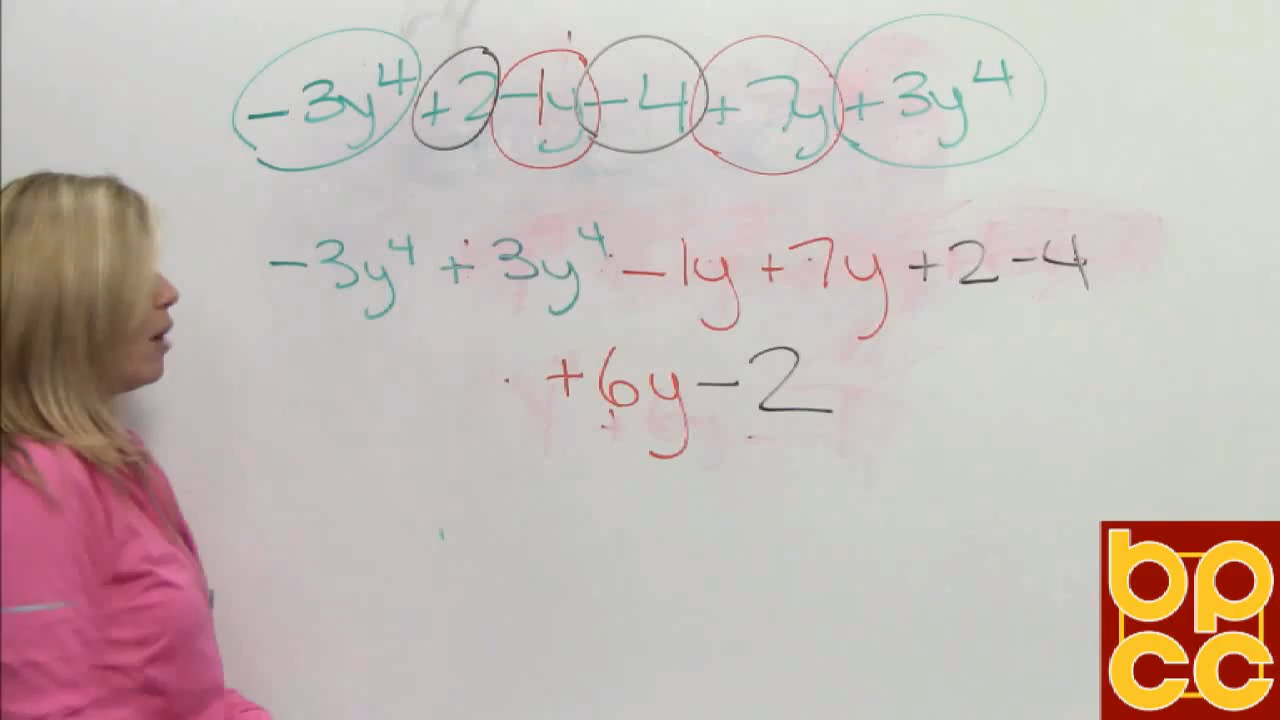 -3y⁴ +2 -1y -4 +7y +3y⁴
-3y⁴ + 3y⁴ - 1y + 7y + 2 - 4
+ 6y - 2
bp
cc